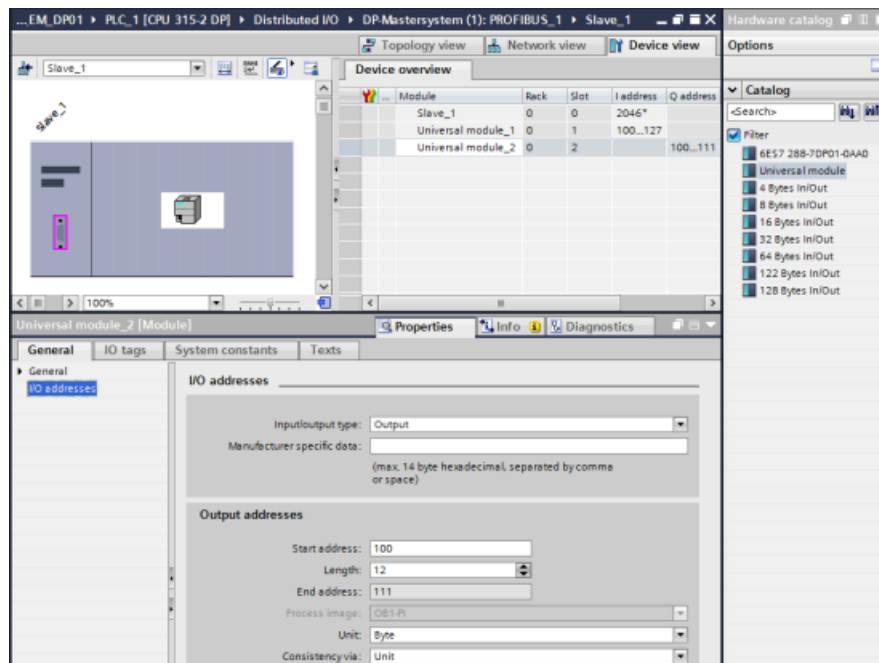 ...EM_DP01 ▸ PLC_1 [CPU 315-2 DP] ▸ Distributed I/O ▸ DP-Mastersystem (1): PROFIBUS_1 ▸ Slave_1
Hardware catalog
Topology view
Network view
Device view
Options
Slave_1
Device overview
... Module Rack Slot I address Q address
Slave_1 0 0 2046*
Universal module_1 0 1 100...127
Universal module_2 0 2 100...111
Slave_1
100%
Catalog
<Search>
Filter
6ES7 288-7DP01-0AA0
Universal module
4 Bytes In/Out
8 Bytes In/Out
16 Bytes In/Out
32 Bytes In/Out
64 Bytes In/Out
122 Bytes In/Out
128 Bytes In/Out
Universal module_2 [Module]
Properties
Info
Diagnostics
General
IO tags
System constants
Texts
General
I/O addresses
I/O addresses
Input/output type: Output
Manufacturer specific data:
(max. 14 byte hexadecimal, separated by comma
or space)
Output addresses
Start address: 100
Length: 12
End address: 111
Process image: OB1-PI
Unit: Byte
Consistency via: Unit